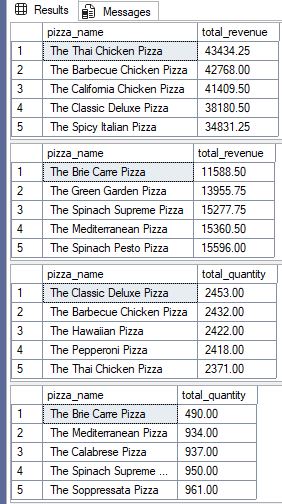 Results Messages
pizza_name total_revenue
1 The Thai Chicken Pizza 43434.25
2 The Barbecue Chicken Pizza 42768.00
3 The California Chicken Pizza 41409.50
4 The Classic Deluxe Pizza 38180.50
5 The Spicy Italian Pizza 34831.25
pizza_name total_revenue
1 The Brie Carre Pizza 11588.50
2 The Green Garden Pizza 13955.75
3 The Spinach Supreme Pizza 15277.75
4 The Mediterranean Pizza 15360.50
5 The Spinach Pesto Pizza 15596.00
pizza_name total_quantity
1 The Classic Deluxe Pizza 2453.00
2 The Barbecue Chicken Pizza 2432.00
3 The Hawaiian Pizza 2422.00
4 The Pepperoni Pizza 2418.00
5 The Thai Chicken Pizza 2371.00
pizza_name total_quantity
1 The Brie Carre Pizza 490.00
2 The Mediterranean Pizza 934.00
3 The Calabrese Pizza 937.00
4 The Spinach Supreme ... 950.00
5 The Soppressata Pizza 961.00